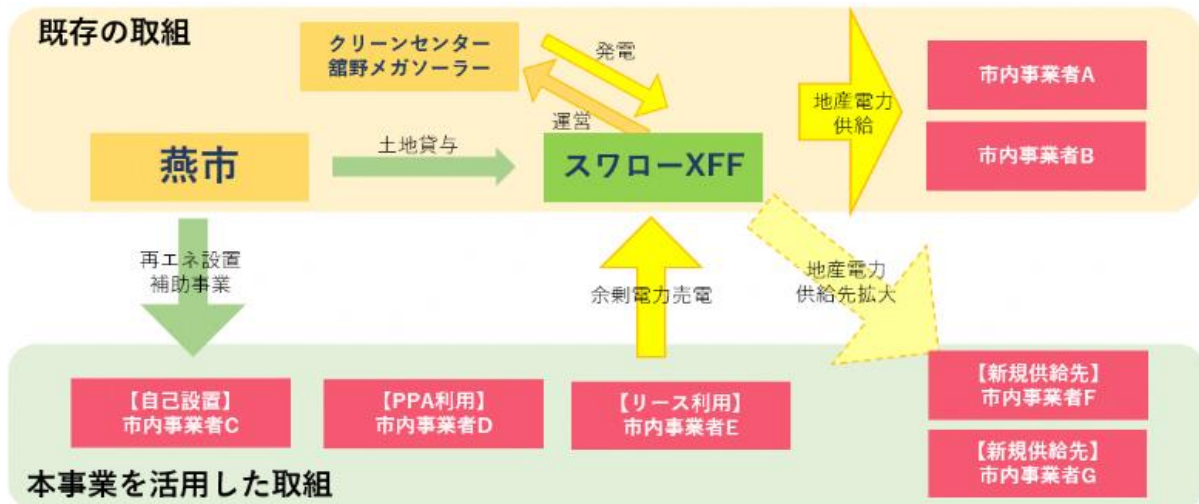 既存の取組
クリーンセンター
舘野メガソーラー
発電
運営
燕市
土地貸与
スワローXFF
地産電力
供給
市内事業者A
市内事業者B
再エネ設置
補助事業
余剰電力売電
地産電力
供給先拡大
【自己設置】
市内事業者C
【PPA利用】
市内事業者D
【リース利用】
市内事業者E
【新規供給先】
市内事業者F
【新規供給先】
市内事業者G
本事業を活用した取組